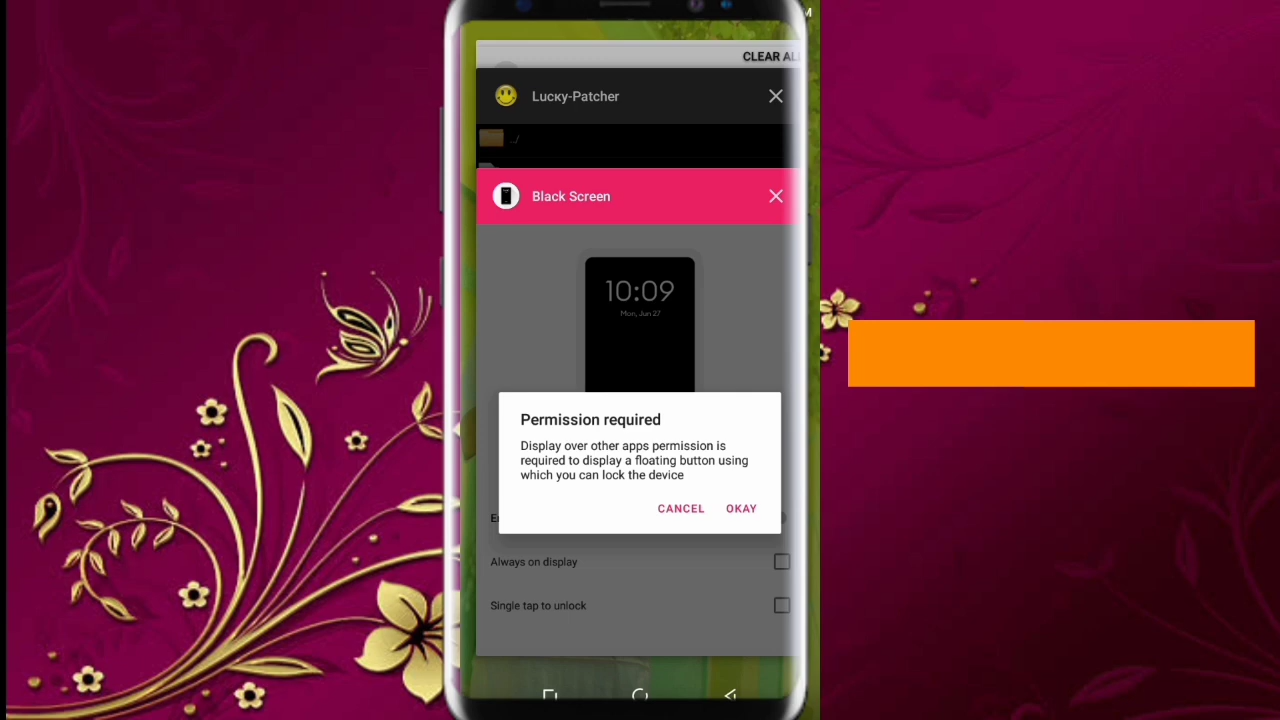 M
CLEAR AL
Lucкy-Patcher
../
Black Screen
10:09
Mon, Jun 27
Permission required
Display over other apps permission is
required to display a floating button using
which you can lock the device
CANCEL OKAY
Always on display
Single tap to unlock